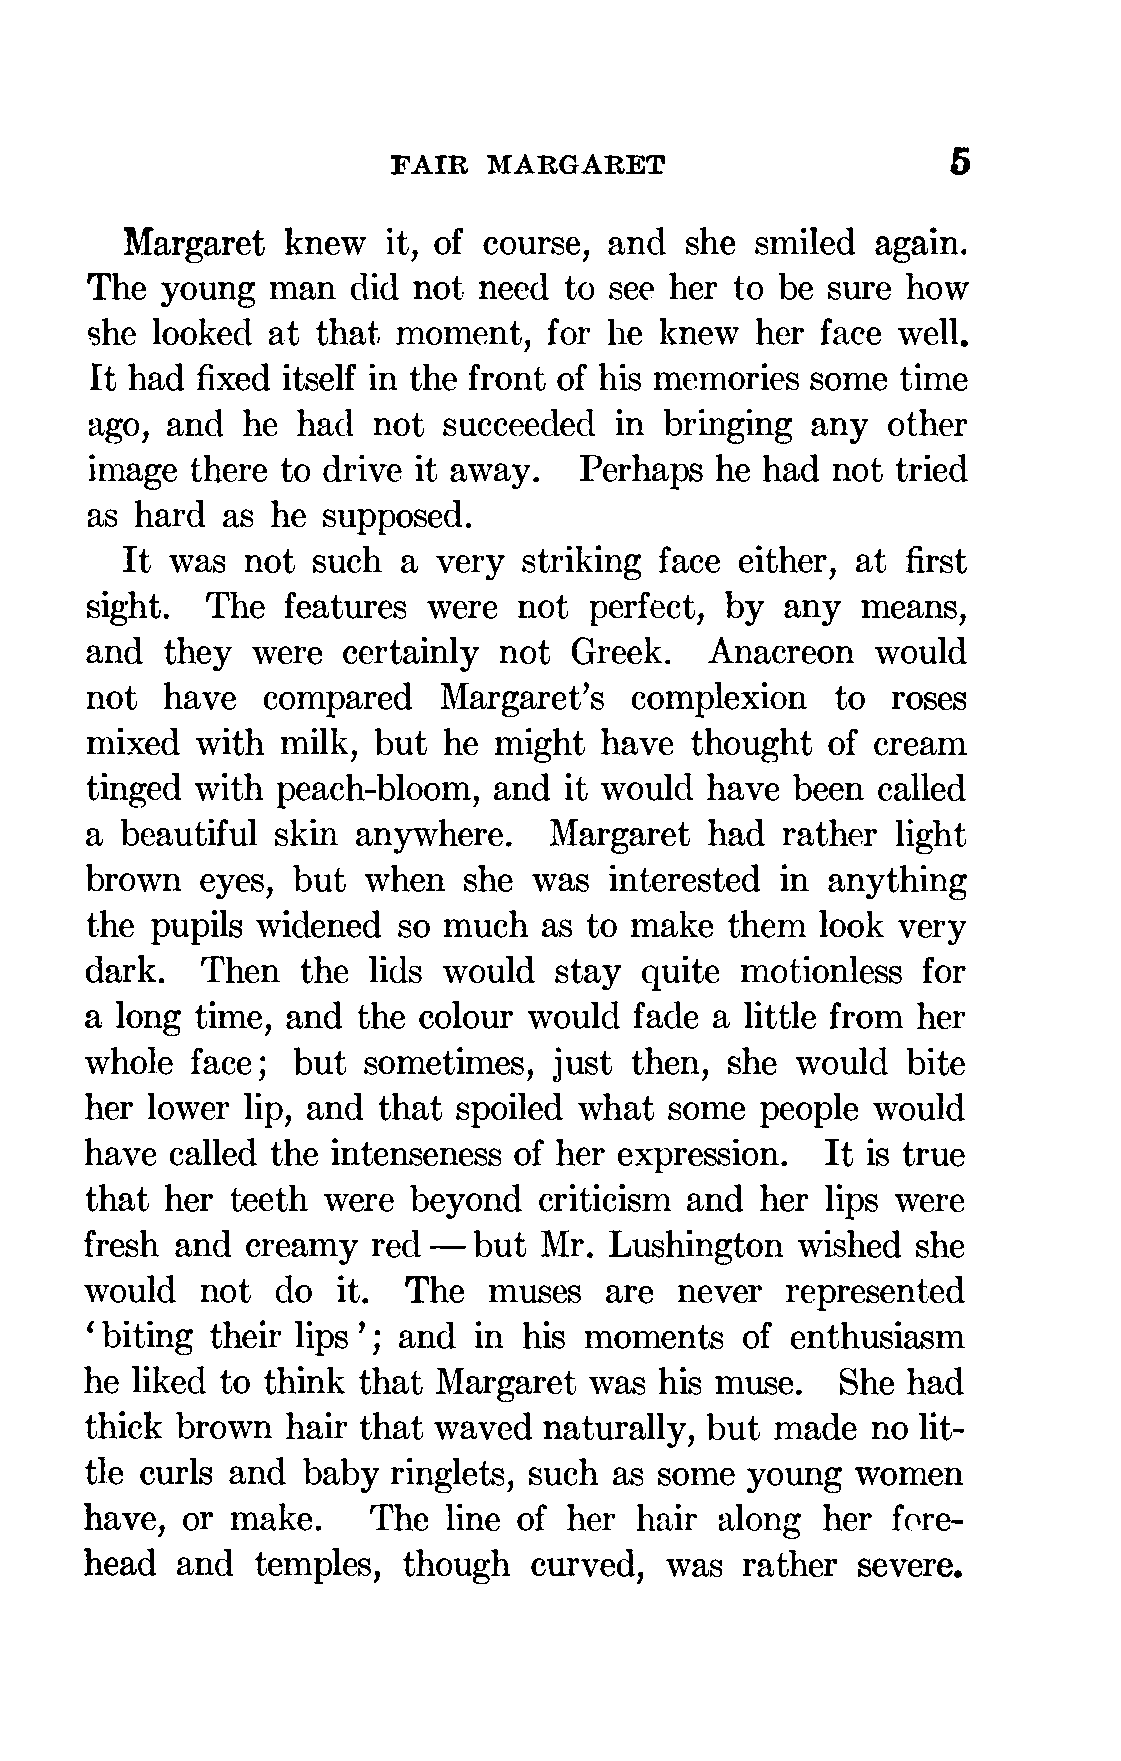 FAIR MARGARET 5
Margaret knew it, of course, and she smiled again.
The young man did not need to see her to be sure how
she looked at that moment, for he knew her face well.
It had fixed itself in the front of his memories some time
ago, and he had not succeeded in bringing any other
image there to drive it away. Perhaps he had not tried
as hard as he supposed.
It was not such a very striking face either, at first
sight. The features were not perfect, by any means,
and they were certainly not Greek. Anacreon would
not have compared Margaret's complexion to roses
mixed with milk, but he might have thought of cream
tinged with peach-bloom, and it would have been called
a beautiful skin anywhere. Margaret had rather light
brown eyes, but when she was interested in anything
the pupils widened so much as to make them look very
dark. Then the lids would stay quite motionless for
a long time, and the colour would fade a little from her
whole face; but sometimes, just then, she would bite
her lower lip, and that spoiled what some people would
have called the intenseness of her expression. It is true
that her teeth were beyond criticism and her lips were
fresh and creamy red — but Mr. Lushington wished she
would not do it. The muses are never represented
'biting their lips'; and in his moments of enthusiasm
he liked to think that Margaret was his muse. She had
thick brown hair that waved naturally, but made no lit-
tle curls and baby ringlets, such as some young women
have, or make. The line of her hair along her fore-
head and temples, though curved, was rather severe.